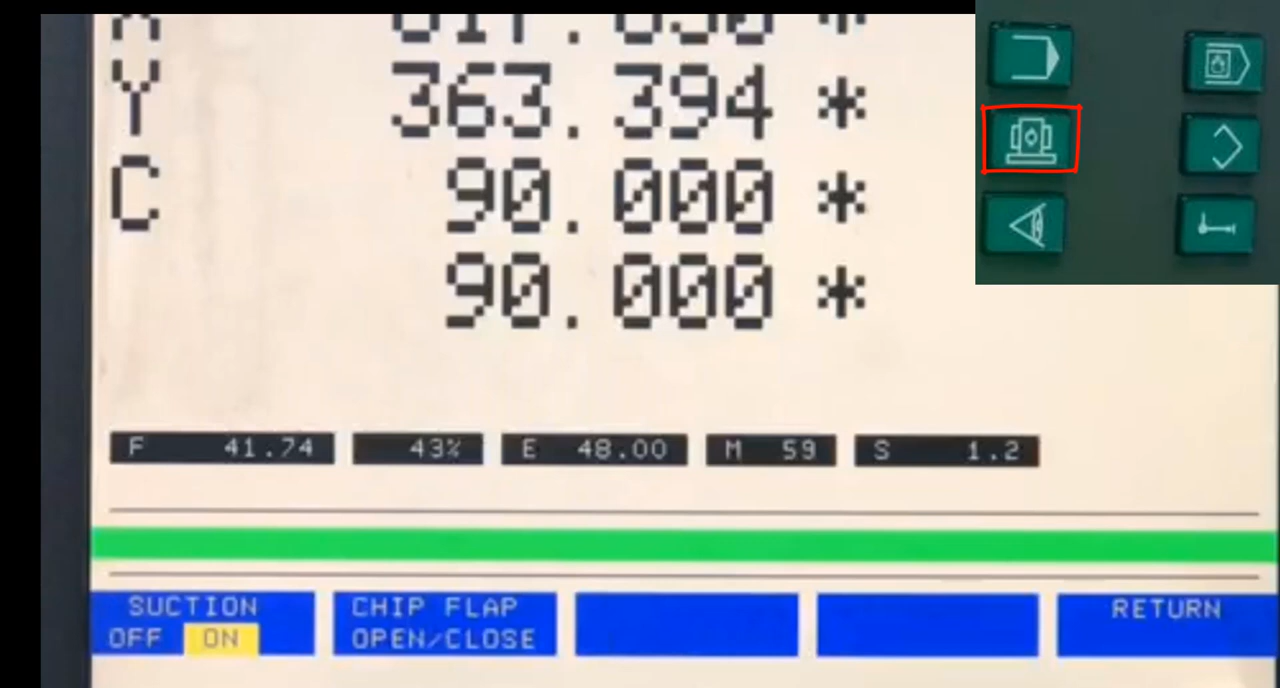 Y 363.394 *
C 90.000 *
90.000 *
F 41.74 43% E 48.00 M 59 S 1.2
SUCTION CHIP FLAP RETURN
OFF ON OPEN/CLOSE